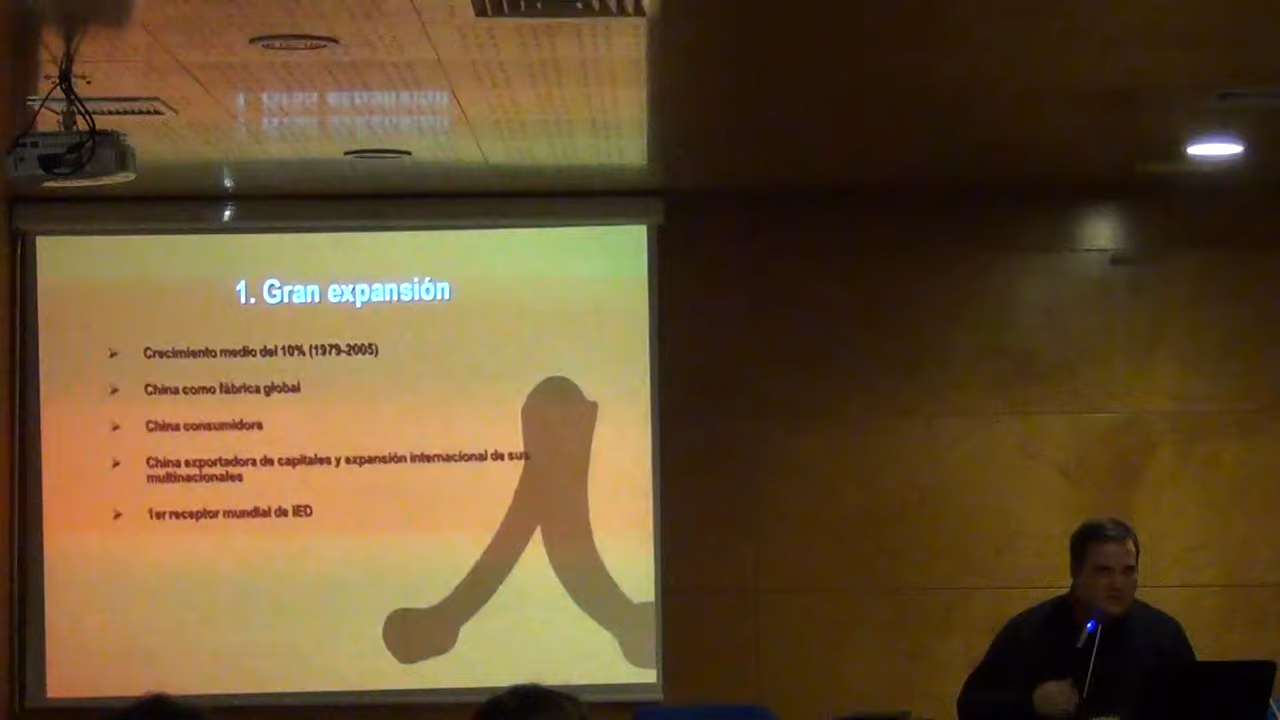 1. Gran expansión
Crecimiento medio del 10% (1979-2005)
China como fábrica global
China consumidora
China exportadora de capitales y expansión internacional de sus
multinacionales
1er receptor mundial de IED
人